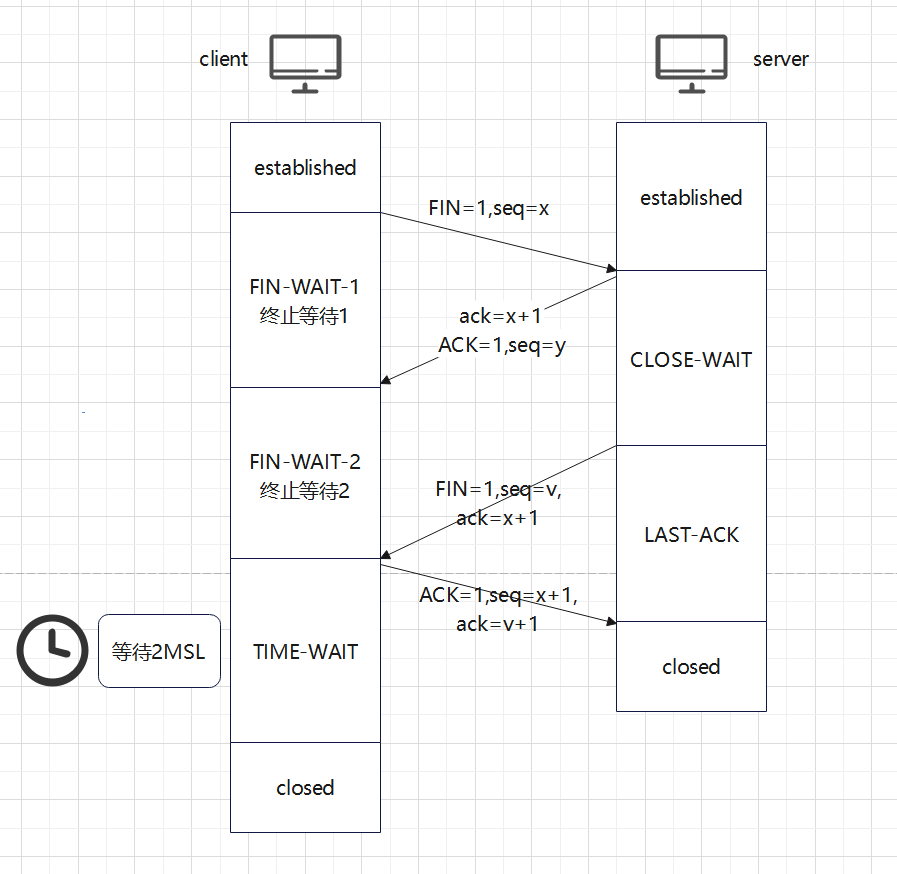 client
server
established
established
FIN=1,seq=x
FIN-WAIT-1
终止等待1
ack=x+1
ACK=1,seq=y
CLOSE-WAIT
FIN-WAIT-2
终止等待2
FIN=1,seq=v,
ack=x+1
LAST-ACK
ACK=1,seq=x+1,
ack=v+1
等待2MSL
TIME-WAIT
closed
closed